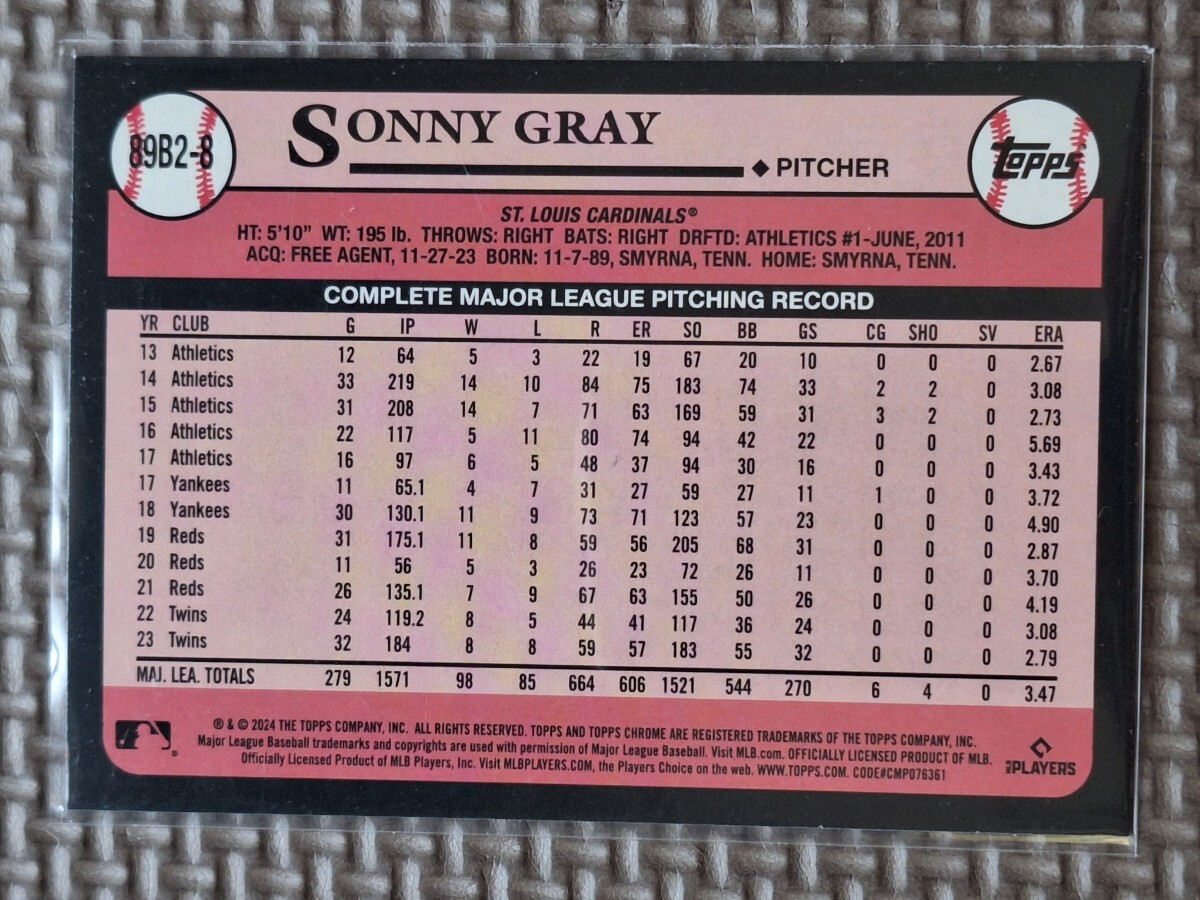 89B2-8
SONNY GRAY
◆ PITCHER
topps
ST. LOUIS CARDINALS®
HT: 5'10" WT: 195 lb. THROWS: RIGHT BATS: RIGHT DRFTD: ATHLETICS #1-JUNE, 2011
ACQ: FREE AGENT, 11-27-23 BORN: 11-7-89, SMYRNA, TENN. HOME: SMYRNA, TENN.
COMPLETE MAJOR LEAGUE PITCHING RECORD
YR CLUB G IP W L R ER SO BB GS CG SHO SV ERA
13 Athletics 12 64 5 3 22 19 67 20 10 0 0 0 2.67
14 Athletics 33 219 14 10 84 75 183 74 33 2 2 0 3.08
15 Athletics 31 208 14 7 71 63 169 59 31 3 2 0 2.73
16 Athletics 22 117 5 11 80 74 94 42 22 0 0 0 5.69
17 Athletics 16 97 6 5 48 37 94 30 16 0 0 0 3.43
17 Yankees 11 65.1 4 7 31 27 59 27 11 1 0 0 3.72
18 Yankees 30 130.1 11 9 73 71 123 57 23 0 0 0 4.90
19 Reds 31 175.1 11 8 59 56 205 68 31 0 0 0 2.87
20 Reds 11 56 5 3 26 23 72 26 11 0 0 0 3.70
21 Reds 26 135.1 7 9 67 63 155 50 26 0 0 0 4.19
22 Twins 24 119.2 8 5 44 41 117 36 24 0 0 0 3.08
23 Twins 32 184 8 8 59 57 183 55 32 0 0 0 2.79
MAJ. LEA. TOTALS 279 1571 98 85 664 606 1521 544 270 6 4 0 3.47
® & © 2024 THE TOPPS COMPANY, INC. ALL RIGHTS RESERVED. TOPPS AND TOPPS CHROME ARE REGISTERED TRADEMARKS OF THE TOPPS COMPANY, INC.
Major League Baseball trademarks and copyrights are used with permission of Major League Baseball. Visit MLB.com. OFFICIALLY LICENSED PRODUCT OF MLB.
Officially Licensed Product of MLB Players, Inc. Visit MLBPLAYERS.COM, the Players Choice on the web. WWW.TOPPS.COM. CODE#CMP076361
MLB PLAYERS